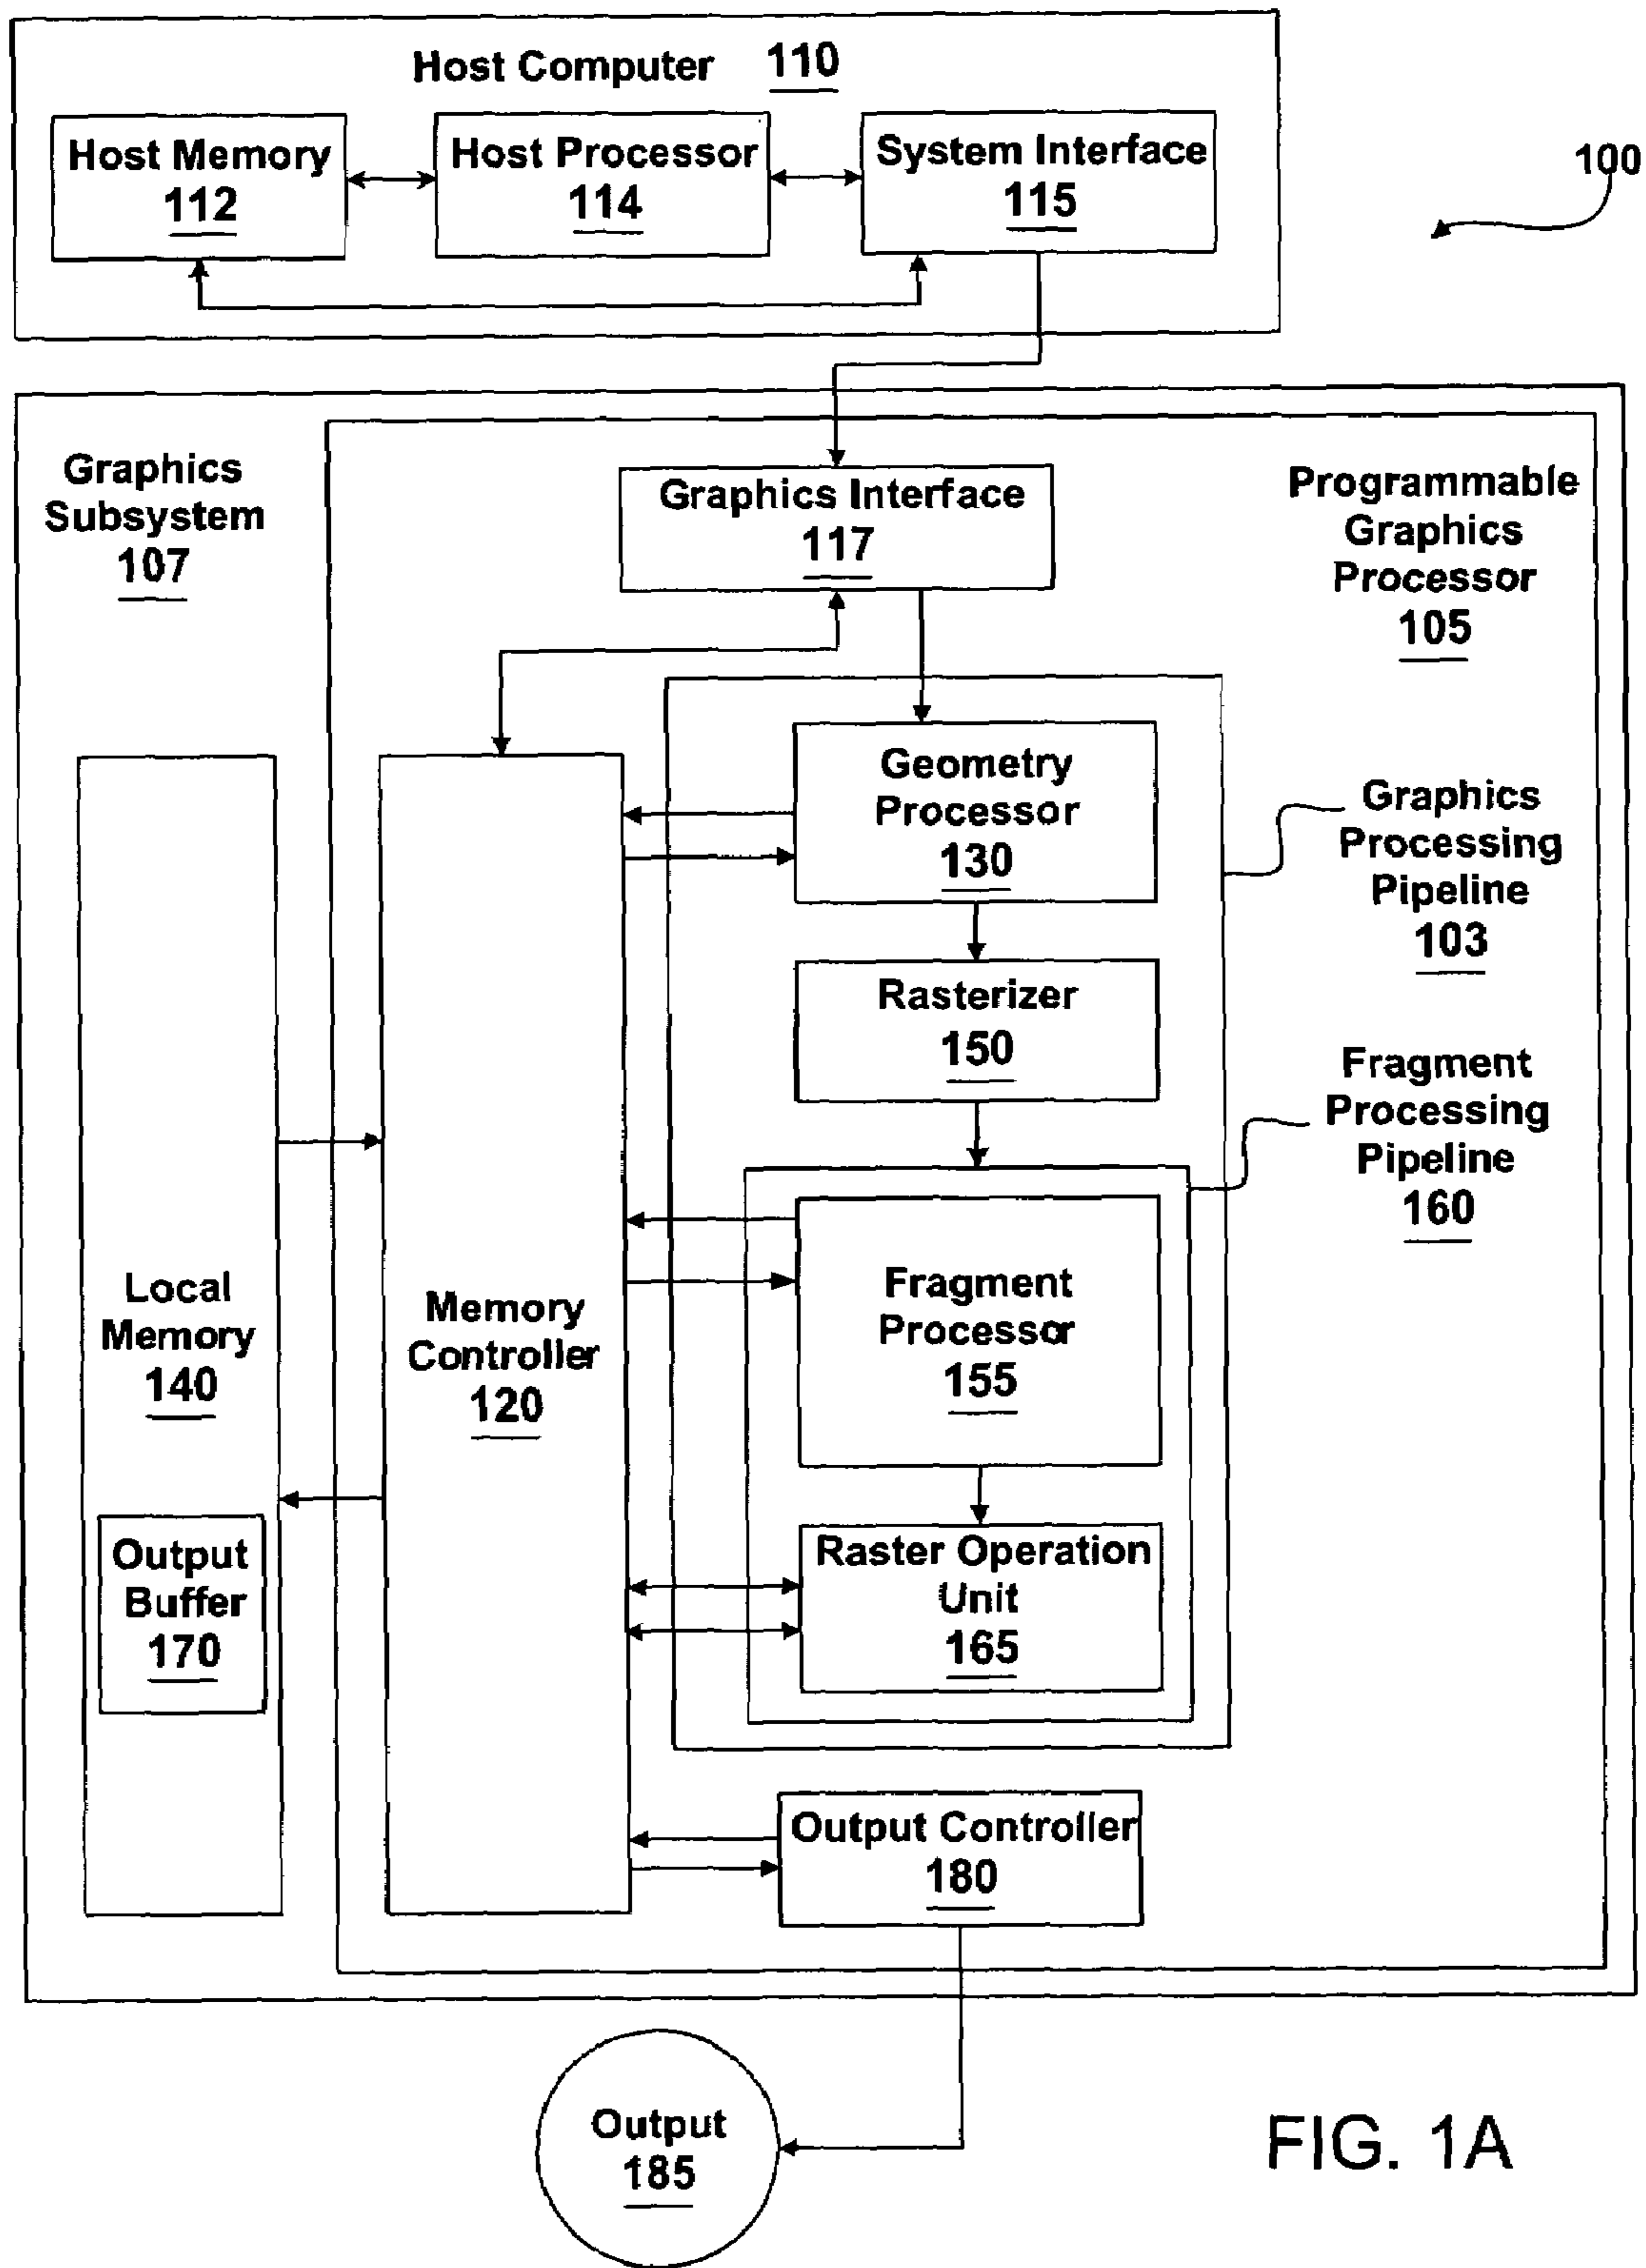 Host Computer 110
Host Memory
112
Host Processor
114
System Interface
115
100
Graphics
Subsystem
107
Graphics Interface
117
Programmable
Graphics
Processor
105
Geometry
Processor
130
Graphics
Processing
Pipeline
103
Rasterizer
150
Fragment
Processing
Pipeline
160
Local
Memory
140
Memory
Controller
120
Fragment
Processor
155
Output
Buffer
170
Raster Operation
Unit
165
Output Controller
180
Output
185
FIG. 1A